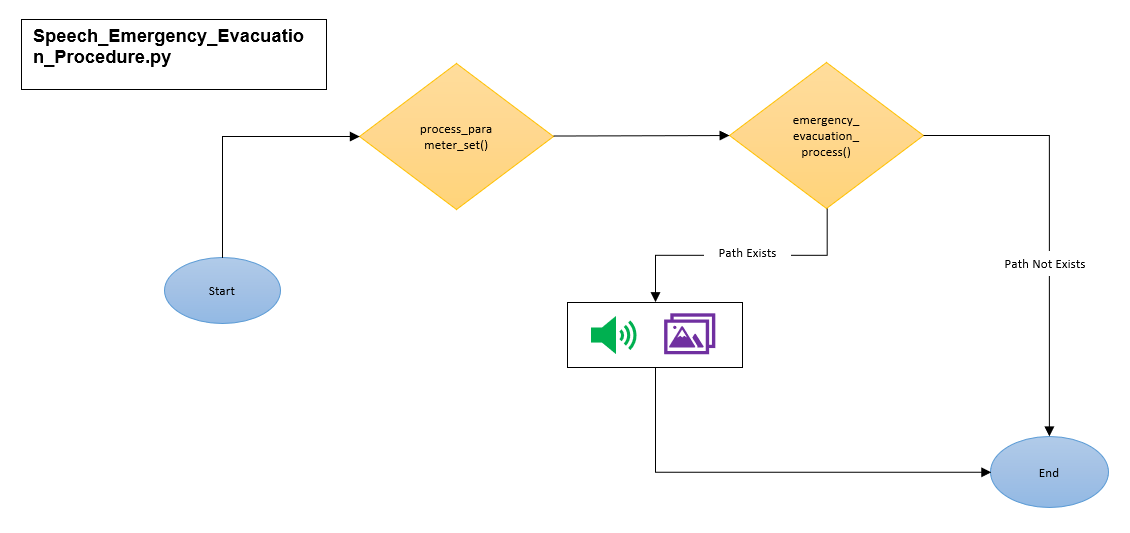 Speech_Emergency_Evacuatio
n_Procedure.py
process_para
meter_set()
emergency_
evacuation_
process()
Path Exists
Path Not Exists
Start
End